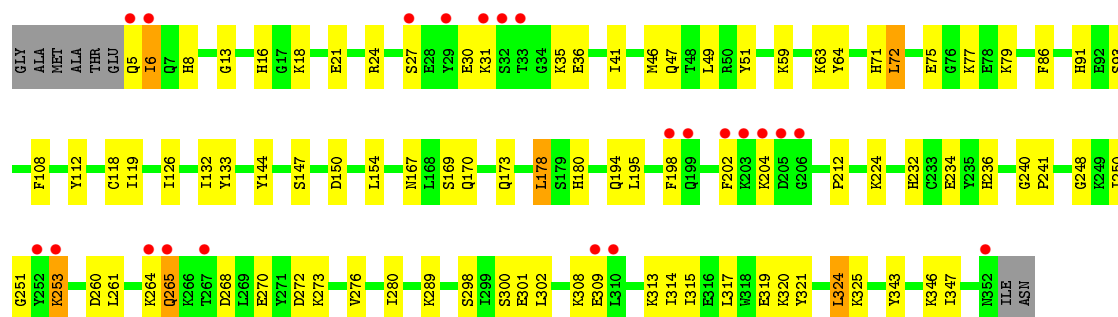 GLY ALA MET ALA THR GLU Q5 I6 Q7 H8 G13 H16 G17 K18 E21 R24 S27 E28 Y29 E30 K31 S32 T33 G34 K35 E36 I41 M46 Q47 T48 L49 R50 Y51 K59 K63 Y64 H71 L72 E75 G76 K77 E78 K79 F86 H91 E92 S93
F108 Y112 C118 I119 I126 I132 Y133 Y144 S147 D150 L154 N167 L168 S169 Q170 Q173 L178 S179 H180 Q194 L195 F198 Q199 F202 K203 K204 D205 G206 P212 K224 H232 C233 E234 Y235 H236 G240 P241 G248 K249
G251 Y252 K253 D260 L261 K264 Q265 K266 I267 D268 L269 E270 Y271 D272 K273 V276 I280 K289 S298 I299 S300 E301 L302 K308 E309 L310 K313 I314 I315 E316 L317 W318 E319 K320 Y321 L324 K325 Y343 K346 I347 N352 ILE ASN